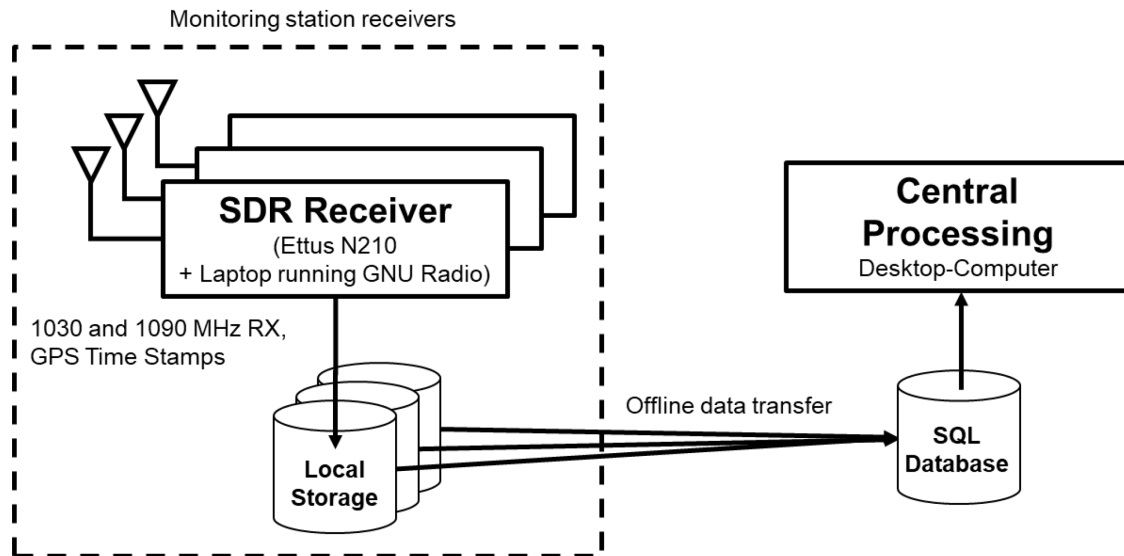 Monitoring station receivers
SDR Receiver
(Ettus N210
+ Laptop running GNU Radio)
1030 and 1090 MHz RX,
GPS Time Stamps
Local
Storage
Offline data transfer
Central
Processing
Desktop-Computer
SQL
Database